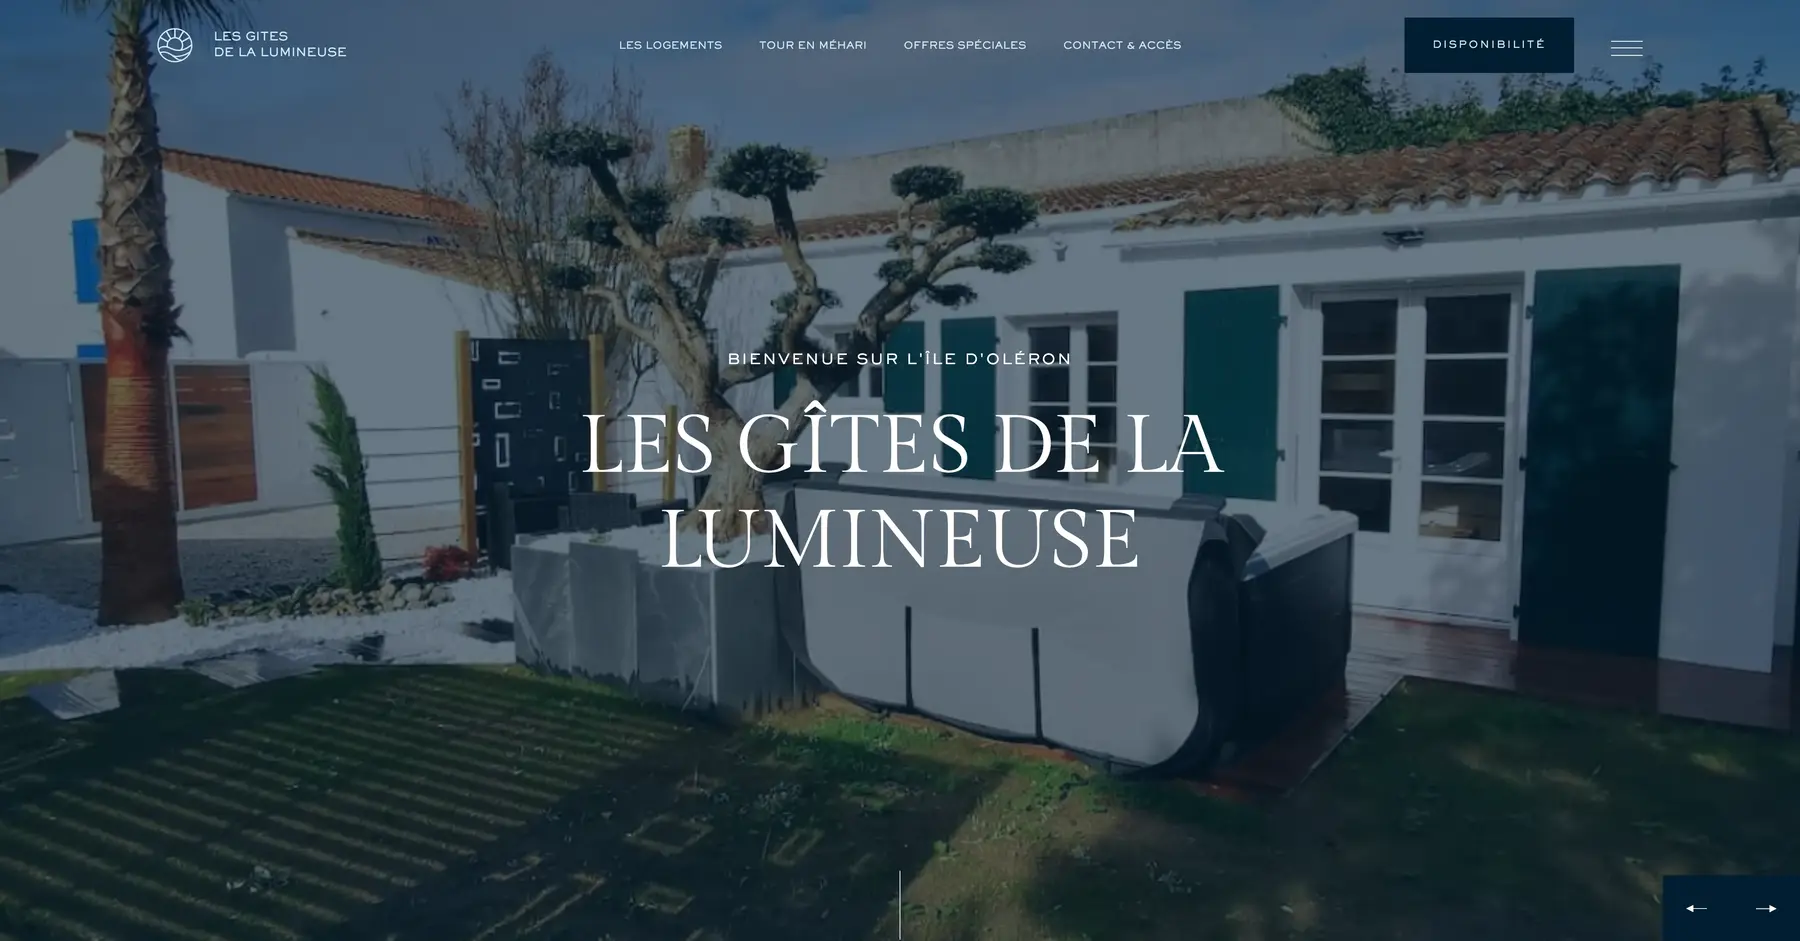 LES GITES
DE LA LUMINEUSE
LES LOGEMENTS
TOUR EN MÉHARI
OFFRES SPÉCIALES
CONTACT & ACCÈS
DISPONIBILITÉ
BIENVENUE SUR L'ÎLE D'OLÉRON
LES GÎTES DE LA
LUMINEUSE